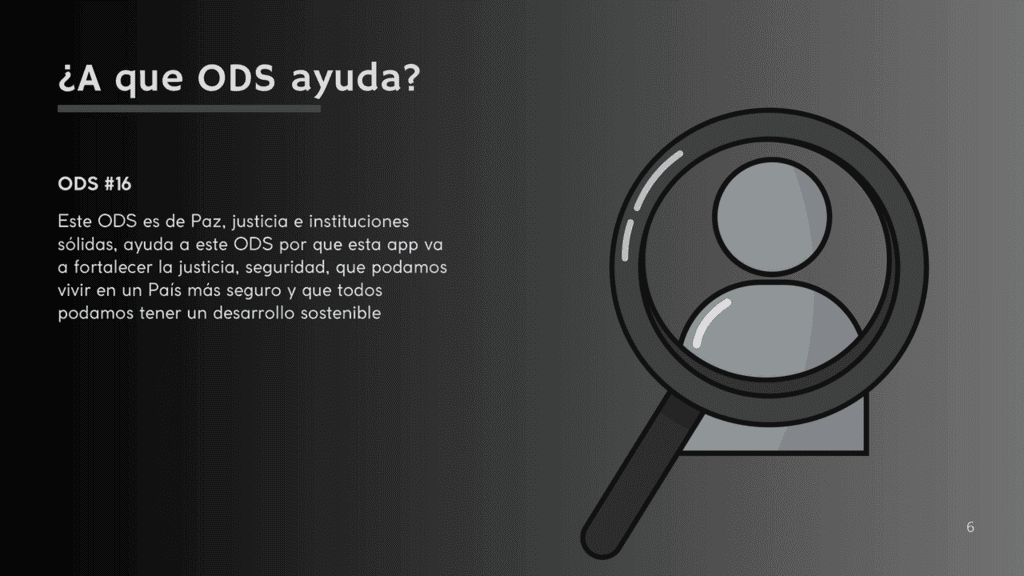 ¿A que ODS ayuda?
ODS #16
Este ODS es de Paz, justicia e instituciones
sólidas, ayuda a este ODS por que esta app va
a fortalecer la justicia, seguridad, que podamos
vivir en un País más seguro y que todos
podamos tener un desarrollo sostenible
6